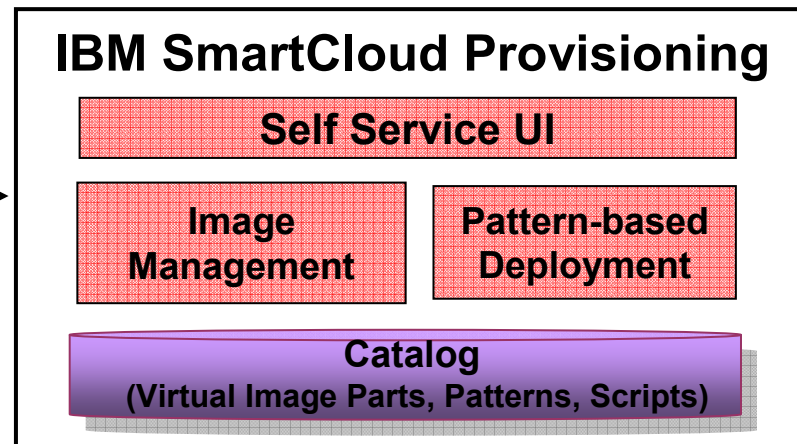 IBM SmartCloud Provisioning
Self Service UI
Image
Management
Pattern-based
Deployment
Catalog
(Virtual Image Parts, Patterns, Scripts)